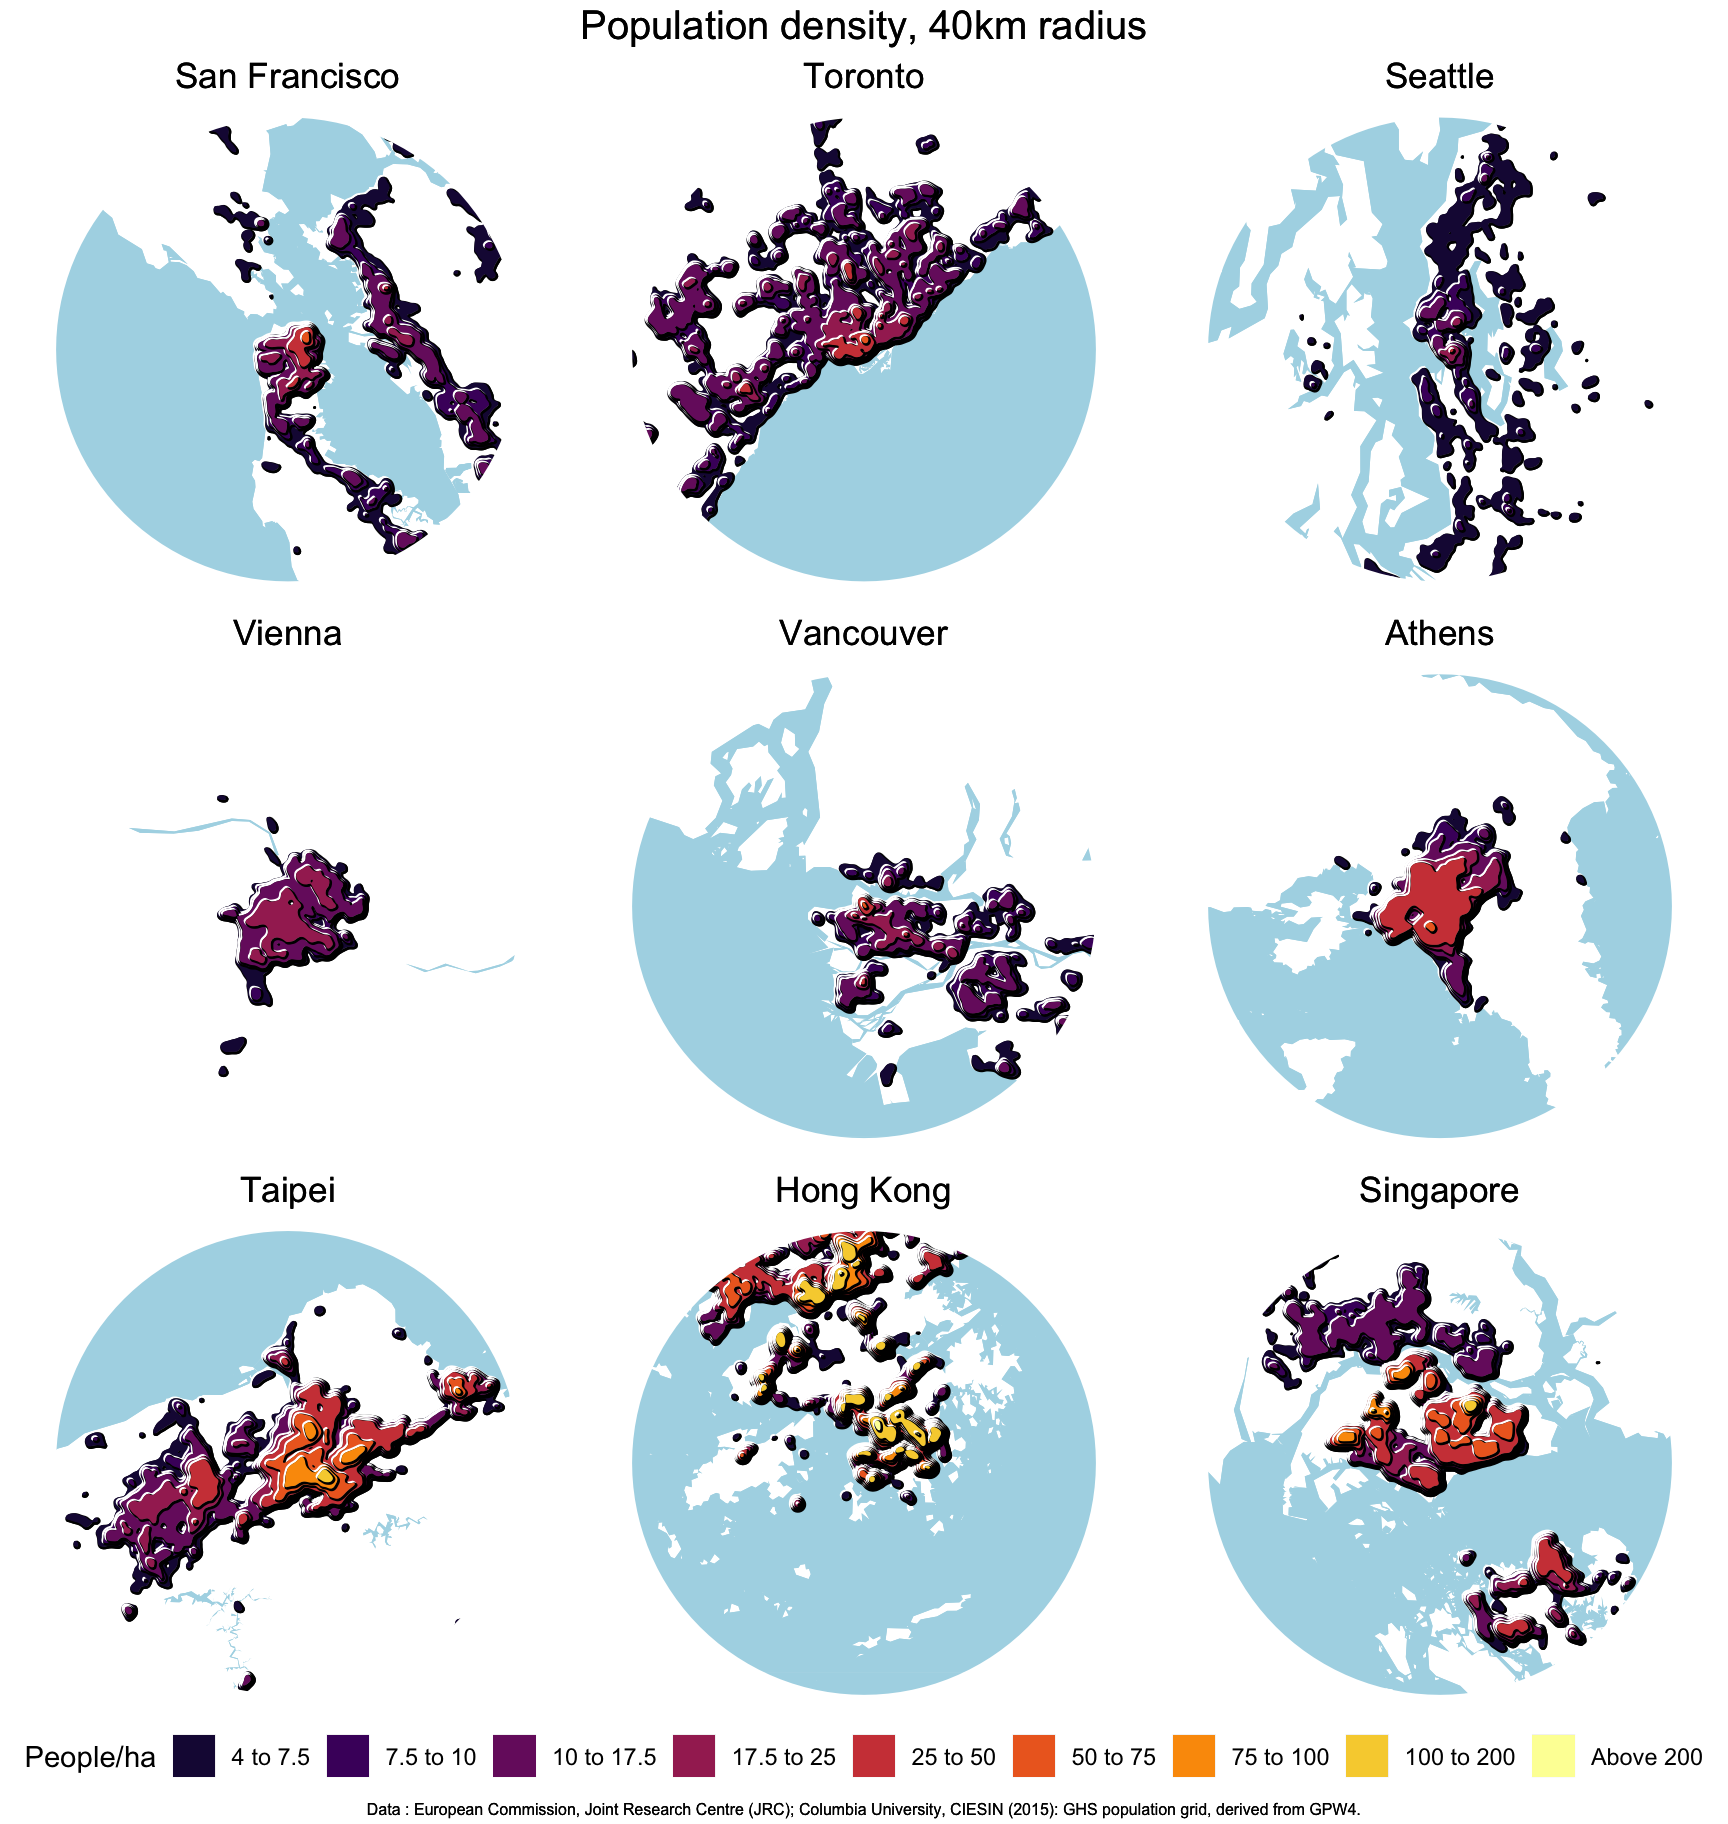 Population density, 40km radius
San Francisco
Toronto
Seattle
Vienna
Vancouver
Athens
Taipei
Hong Kong
Singapore
People/ha 4 to 7.5 7.5 to 10 10 to 17.5 17.5 to 25 25 to 50 50 to 75 75 to 100 100 to 200 Above 200
Data : European Commission, Joint Research Centre (JRC); Columbia University, CIESIN (2015): GHS population grid, derived from GPW4.